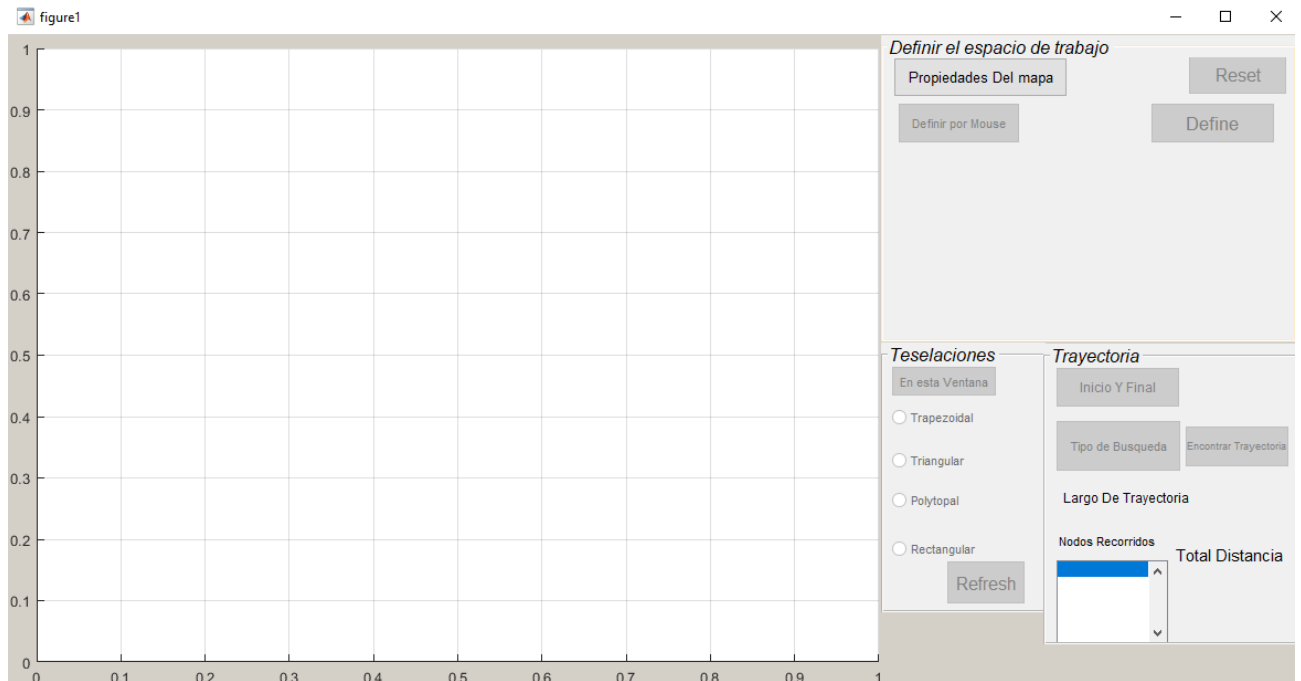 figure1
1
0.9
0.8
0.7
0.6
0.5
0.4
0.3
0.2
0.1
0
0 0.1 0.2 0.3 0.4 0.5 0.6 0.7 0.8 0.9 1
Definir el espacio de trabajo
Propiedades Del mapa
Reset
Definir por Mouse
Define
Teselaciones
En esta Ventana
Trapezoidal
Triangular
Polytopal
Rectangular
Refresh
Trayectoria
Inicio Y Final
Tipo de Busqueda
Encontrar Trayectoria
Largo De Trayectoria
Nodos Recorridos
Total Distancia